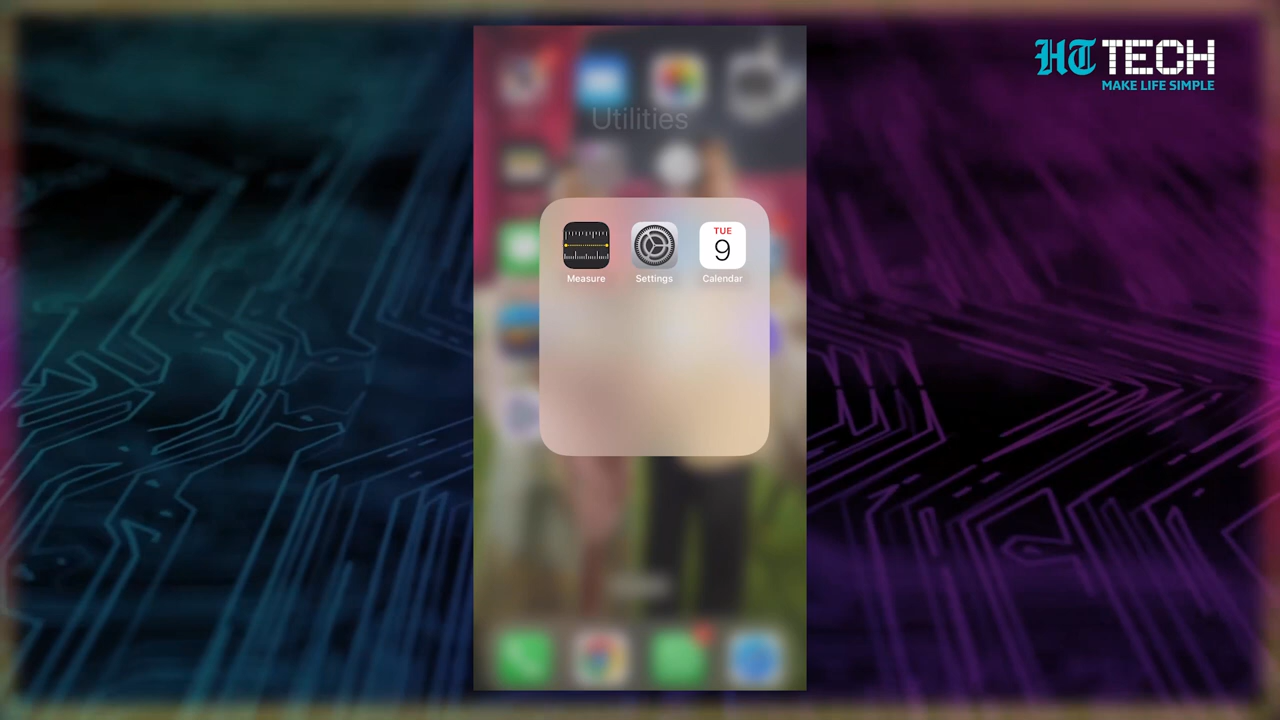 HT TECH
MAKE LIFE SIMPLE
Utilities
TUE
9
Measure
Settings
Calendar